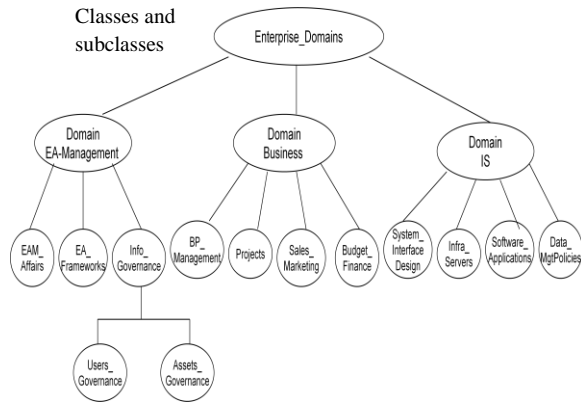 Classes and
subclasses
Enterprise_Domains
Domain
EA-Management
Domain
Business
Domain
IS
EAM_
Affairs
EA_
Frameworks
Info_
Governance
BP_
Management
Projects
Sales_
Marketing
Budget_
Finance
System_
Interface
Design
Infra_
Servers
Software_
Applications
Data_
MgtPolicies
Users_
Governance
Assets_
Governance